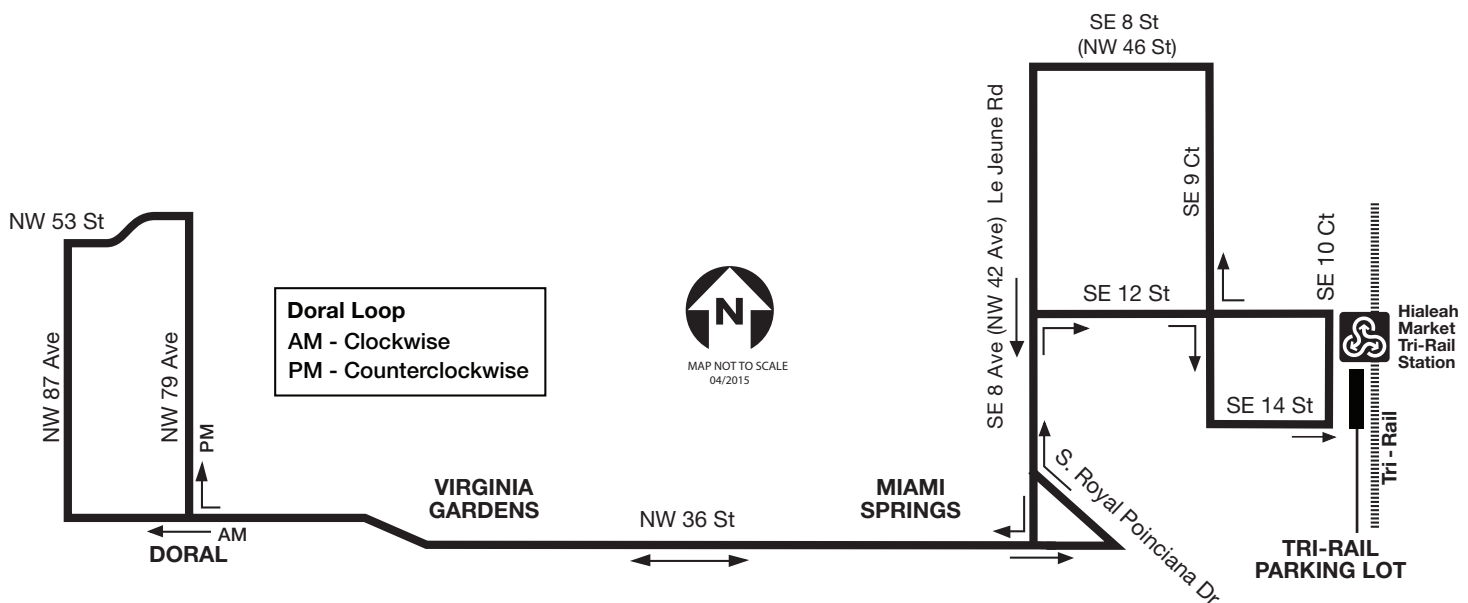 SE 8 St
(NW 46 St)
SE 8 Ave (NW 42 Ave)  Le Jeune Rd
SE 9 Ct
SE 10 Ct
NW 53 St
Doral Loop
AM - Clockwise
PM - Counterclockwise
N
MAP NOT TO SCALE
04/2015
SE 12 St
Hialeah
Market
Tri-Rail
Station
NW 87 Ave
NW 79 Ave
PM
SE 14 St
Tri - Rail
S. Royal Poinciana Dr
VIRGINIA
GARDENS
MIAMI
SPRINGS
NW 36 St
AM
DORAL
TRI-RAIL
PARKING LOT